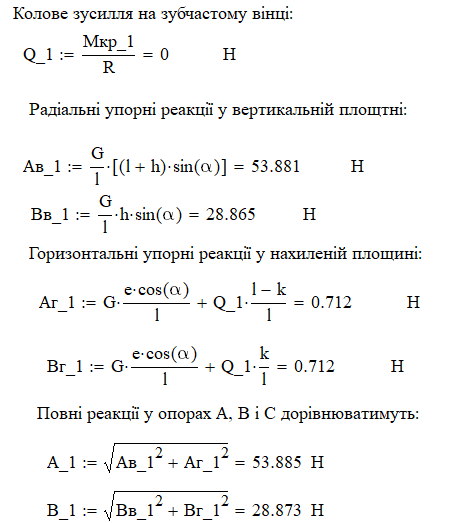 Колове зусилля на зубчастому вінці:
Q_1 := Мкр_1 / R = 0 Н
Радіальні упорні реакції у вертикальній площтні:
Ав_1 := G/l·[(l + h)·sin(α)] = 53.881 Н
Вв_1 := G/l·h·sin(α) = 28.865 Н
Горизонтальні упорні реакції у нахиленій площині:
Аг_1 := G·e·cos(α)/l + Q_1·(l − k)/l = 0.712 Н
Вг_1 := G·e·cos(α)/l + Q_1·k/l = 0.712 Н
Повні реакції у опорах А, В і С дорівнюватимуть:
А_1 := √(Ав_1² + Аг_1²) = 53.885 Н
В_1 := √(Вв_1² + Вг_1²) = 28.873 Н